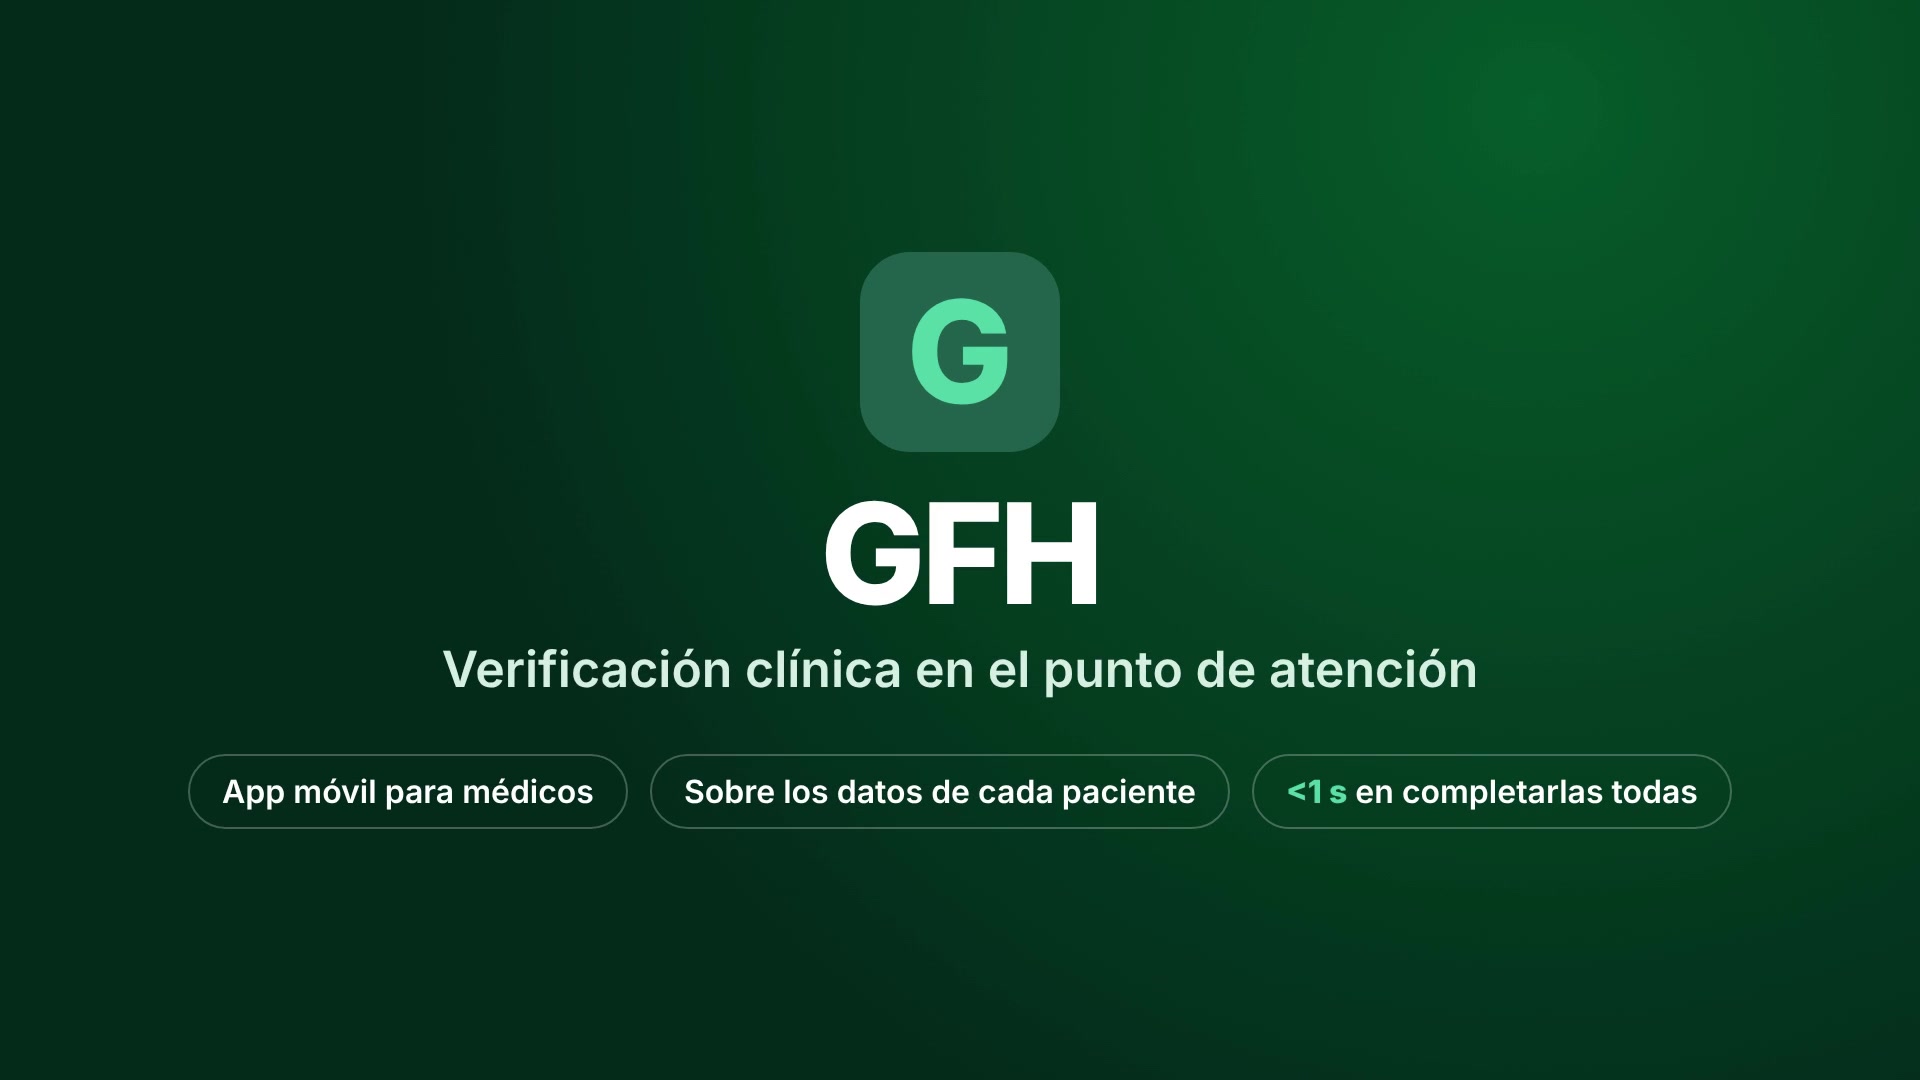 G
GFH
Verificación clínica en el punto de atención
App móvil para médicos
Sobre los datos de cada paciente
<1 s en completarlas todas